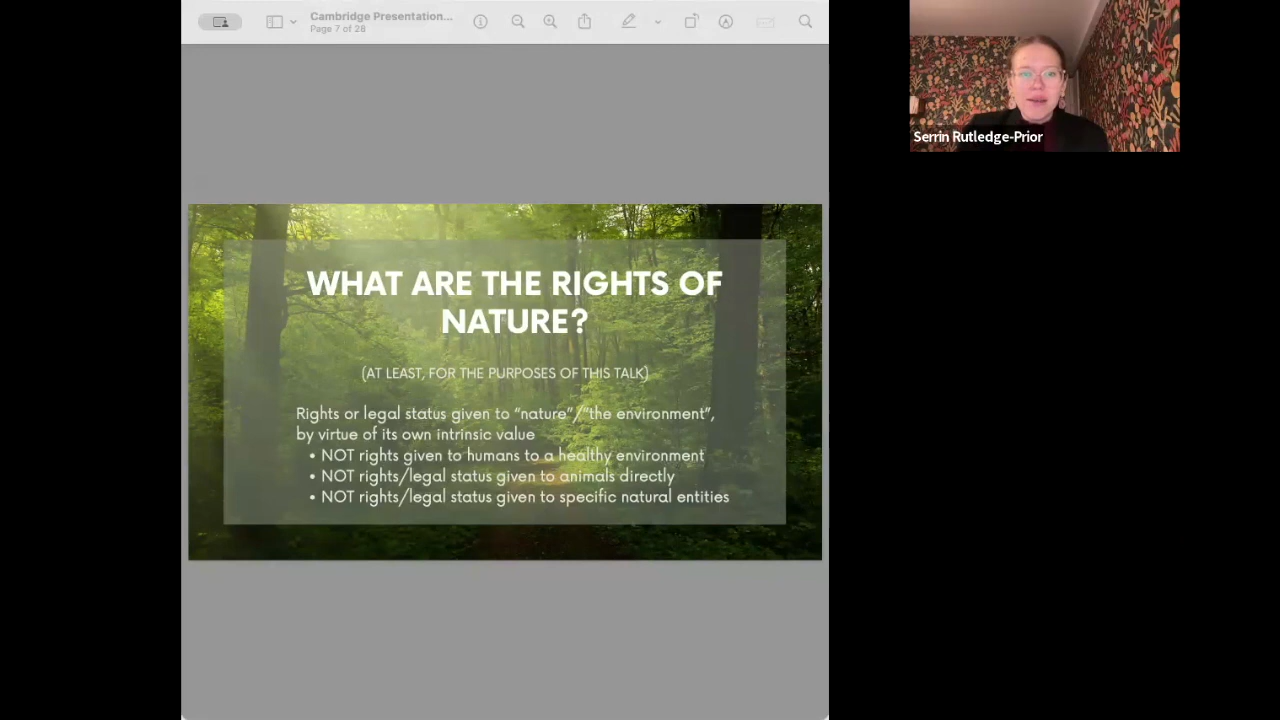 Cambridge Presentation...
Page 7 of 28
Serrin Rutledge-Prior
WHAT ARE THE RIGHTS OF
NATURE?
(AT LEAST, FOR THE PURPOSES OF THIS TALK)
Rights or legal status given to “nature”/“the environment”,
by virtue of its own intrinsic value
• NOT rights given to humans to a healthy environment
• NOT rights/legal status given to animals directly
• NOT rights/legal status given to specific natural entities